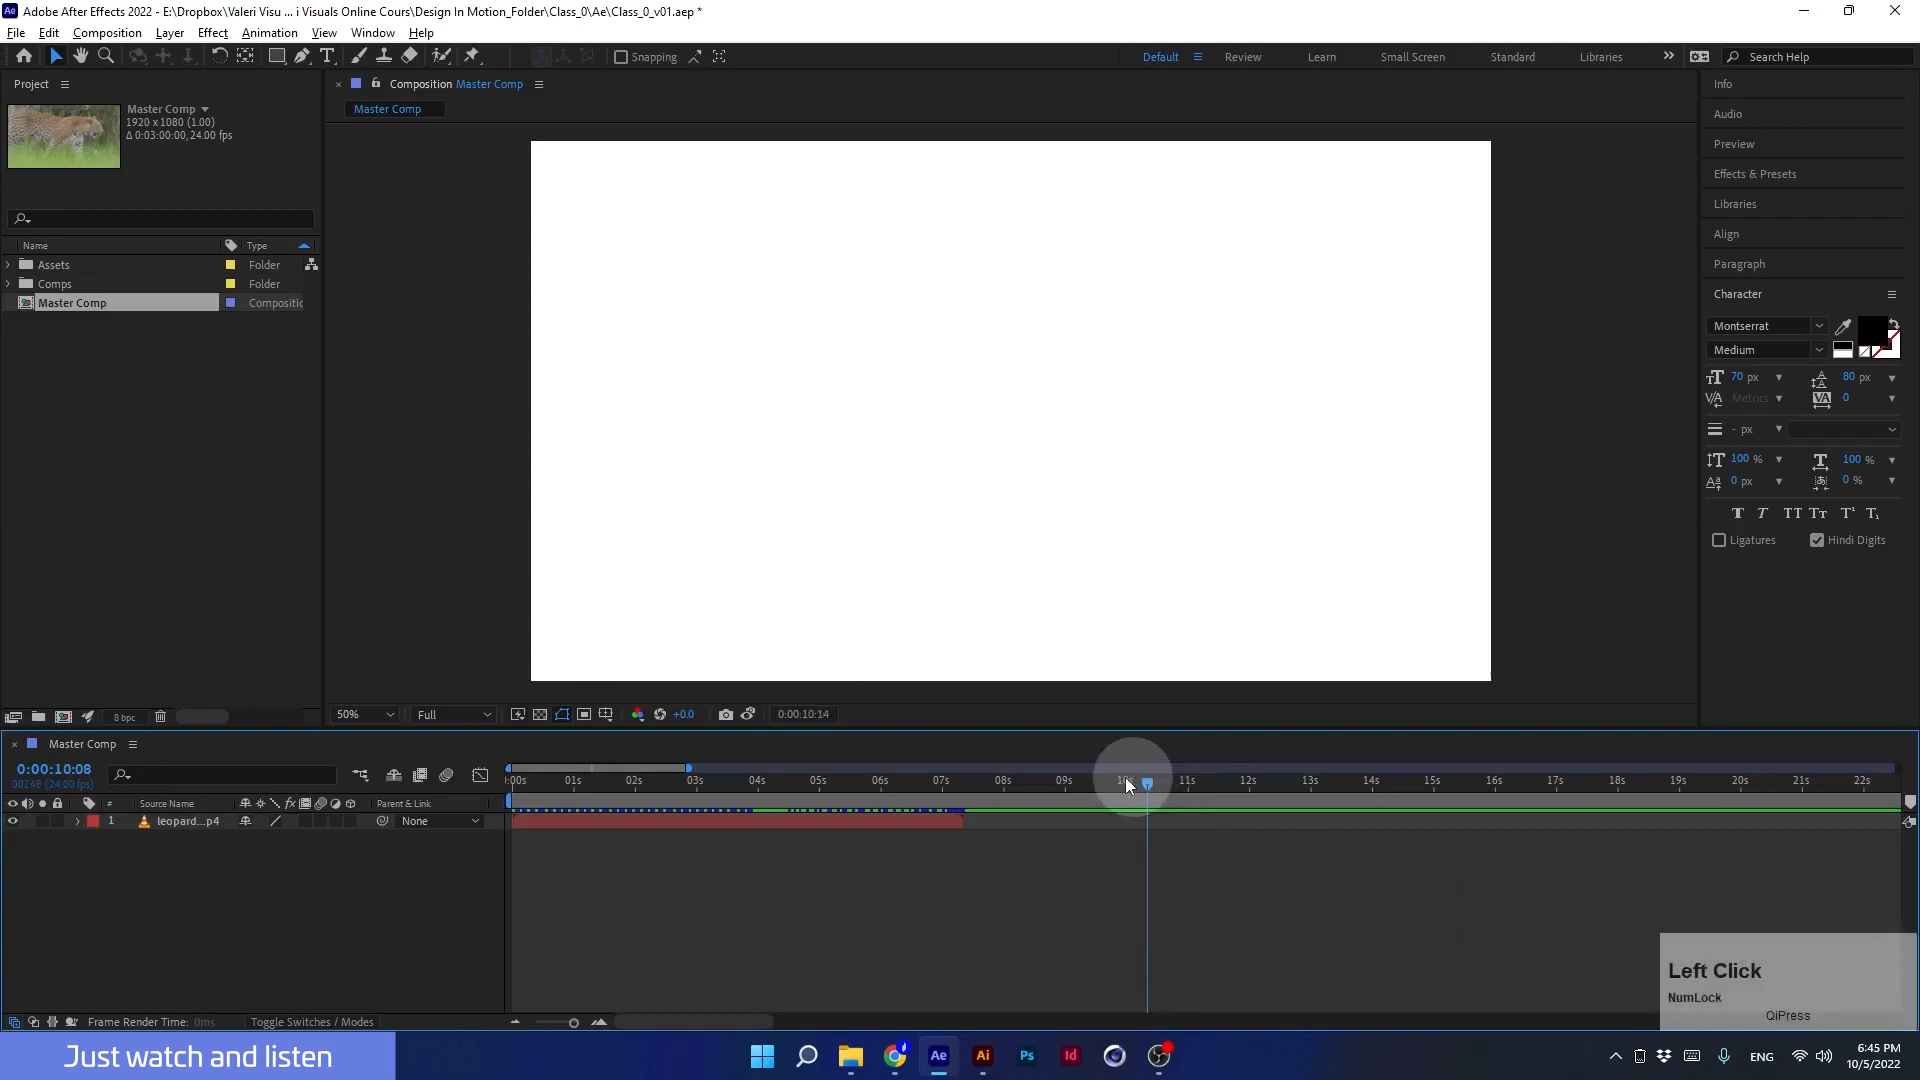 Adobe After Effects 2022 - E:\Dropbox\Valeri Visu ... i Visuals Online Cours\Design In Motion_Folder\Class_0\Ae\Class_0_v01.aep *
File Edit Composition Layer Effect Animation View Window Help
Snapping Default Review Learn Small Screen Standard Libraries Search Help
Project
Composition Master Comp
Master Comp
Master Comp
1920 x 1080 (1.00)
Δ 0:03:00:00, 24.00 fps
Name Type
Assets Folder
Comps Folder
Master Comp Compositic
8 bpc
50% Full +0.0 0:00:10:14
Info
Audio
Preview
Effects & Presets
Libraries
Align
Paragraph
Character
Montserrat
Medium
70 px 80 px
Metrics 0
- px
100 % 100 %
0 px 0 %
Ligatures Hindi Digits
Master Comp
0:00:10:08
00248 (24.00 fps)
:00s 01s 02s 03s 04s 05s 06s 07s 08s 09s 10s 11s 12s 13s 14s 15s 16s 17s 18s 19s 20s 21s 22s
# Source Name fx Parent & Link
1 leopard...p4 None
Frame Render Time: 0ms Toggle Switches / Modes
Left Click
NumLock
QiPress
Just watch and listen
Ae Ai Ps Id
ENG
6:45 PM
10/5/2022